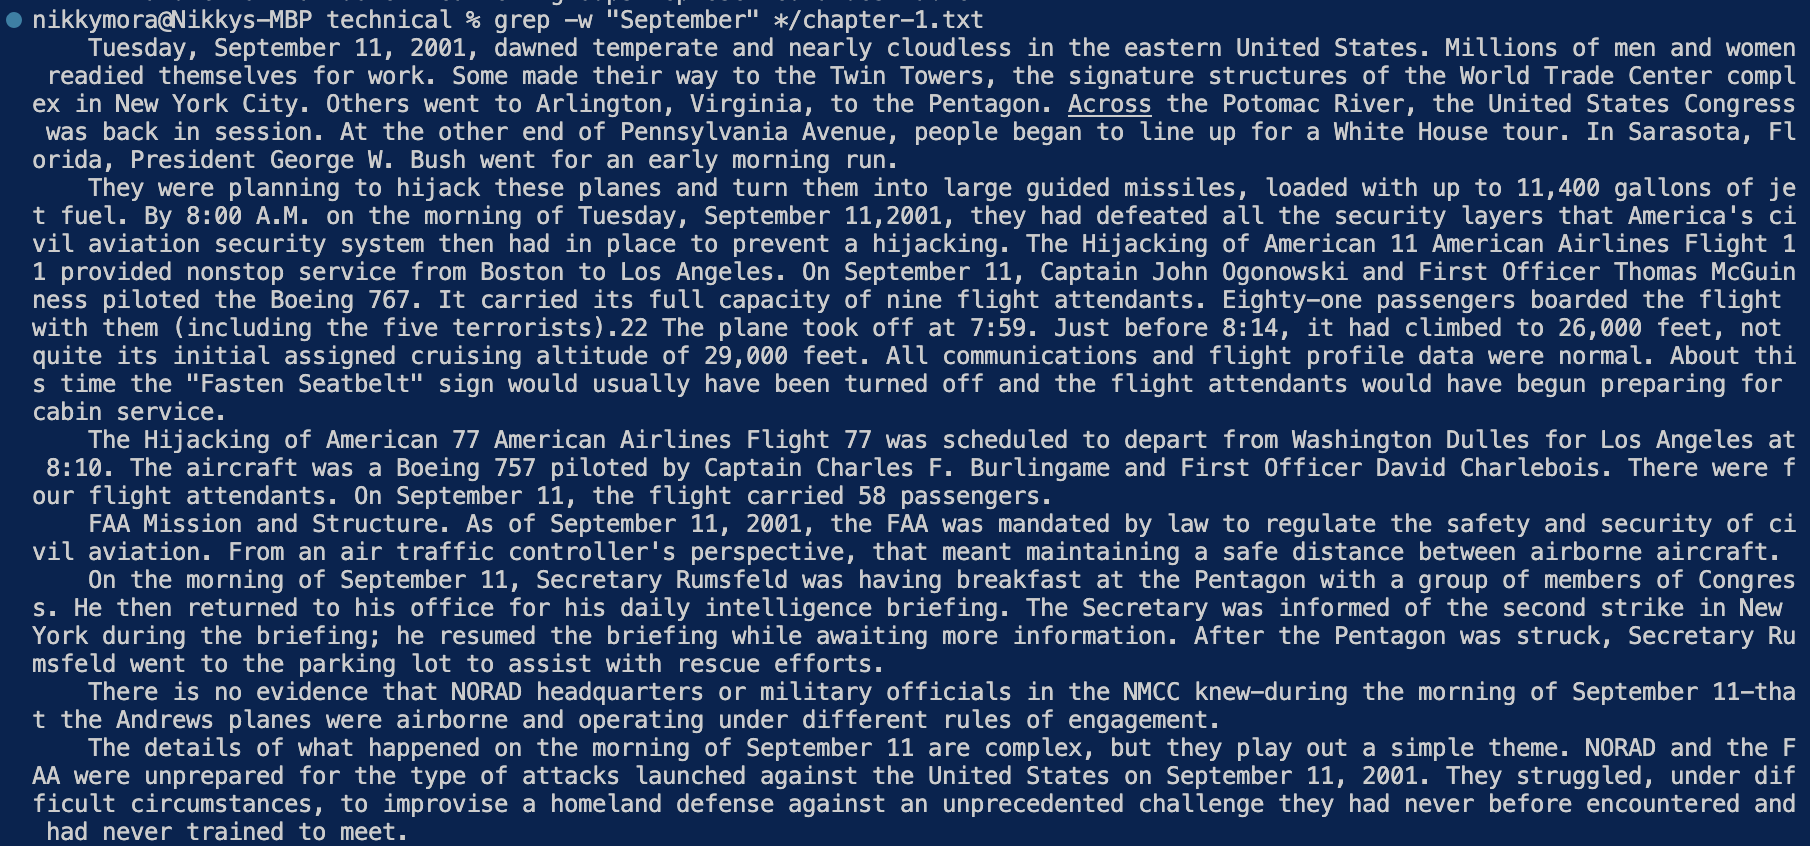 nikkymora@Nikkys-MBP technical % grep -w "September" */chapter-1.txt
Tuesday, September 11, 2001, dawned temperate and nearly cloudless in the eastern United States. Millions of men and women
readied themselves for work. Some made their way to the Twin Towers, the signature structures of the World Trade Center compl
ex in New York City. Others went to Arlington, Virginia, to the Pentagon. Across the Potomac River, the United States Congress
was back in session. At the other end of Pennsylvania Avenue, people began to line up for a White House tour. In Sarasota, Fl
orida, President George W. Bush went for an early morning run.
They were planning to hijack these planes and turn them into large guided missiles, loaded with up to 11,400 gallons of je
t fuel. By 8:00 A.M. on the morning of Tuesday, September 11,2001, they had defeated all the security layers that America's ci
vil aviation security system then had in place to prevent a hijacking. The Hijacking of American 11 American Airlines Flight 1
1 provided nonstop service from Boston to Los Angeles. On September 11, Captain John Ogonowski and First Officer Thomas McGuin
ness piloted the Boeing 767. It carried its full capacity of nine flight attendants. Eighty-one passengers boarded the flight
with them (including the five terrorists).22 The plane took off at 7:59. Just before 8:14, it had climbed to 26,000 feet, not
quite its initial assigned cruising altitude of 29,000 feet. All communications and flight profile data were normal. About thi
s time the "Fasten Seatbelt" sign would usually have been turned off and the flight attendants would have begun preparing for
cabin service.
The Hijacking of American 77 American Airlines Flight 77 was scheduled to depart from Washington Dulles for Los Angeles at
8:10. The aircraft was a Boeing 757 piloted by Captain Charles F. Burlingame and First Officer David Charlebois. There were f
our flight attendants. On September 11, the flight carried 58 passengers.
FAA Mission and Structure. As of September 11, 2001, the FAA was mandated by law to regulate the safety and security of ci
vil aviation. From an air traffic controller's perspective, that meant maintaining a safe distance between airborne aircraft.
On the morning of September 11, Secretary Rumsfeld was having breakfast at the Pentagon with a group of members of Congres
s. He then returned to his office for his daily intelligence briefing. The Secretary was informed of the second strike in New
York during the briefing; he resumed the briefing while awaiting more information. After the Pentagon was struck, Secretary Ru
msfeld went to the parking lot to assist with rescue efforts.
There is no evidence that NORAD headquarters or military officials in the NMCC knew-during the morning of September 11-tha
t the Andrews planes were airborne and operating under different rules of engagement.
The details of what happened on the morning of September 11 are complex, but they play out a simple theme. NORAD and the F
AA were unprepared for the type of attacks launched against the United States on September 11, 2001. They struggled, under dif
ficult circumstances, to improvise a homeland defense against an unprecedented challenge they had never before encountered and
had never trained to meet.